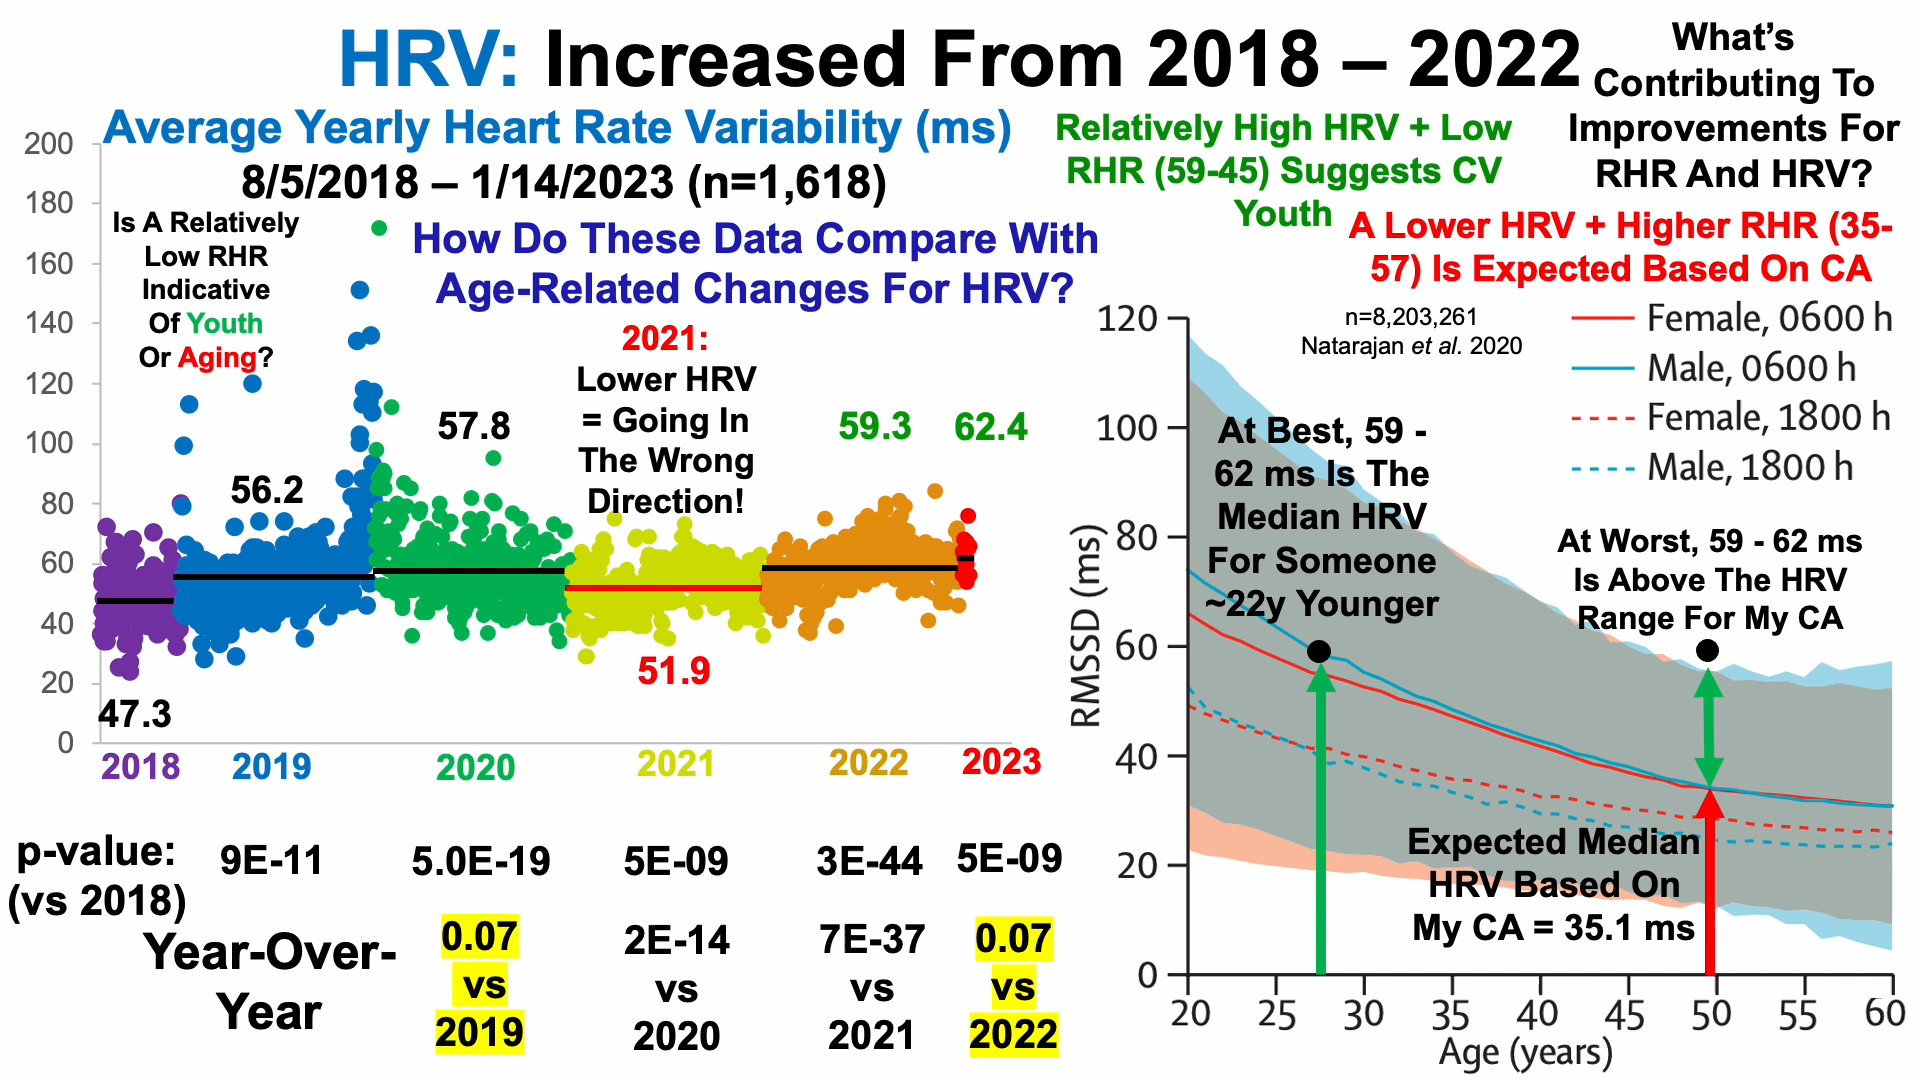 HRV: Increased From 2018 – 2022
What's
Contributing To
Improvements For
RHR And HRV?
Average Yearly Heart Rate Variability (ms)
8/5/2018 – 1/14/2023 (n=1,618)
Relatively High HRV + Low
RHR (59-45) Suggests CV
Youth
A Lower HRV + Higher RHR (35-
57) Is Expected Based On CA
Is A Relatively
Low RHR
Indicative
Of Youth
Or Aging?
How Do These Data Compare With
Age-Related Changes For HRV?
2021:
Lower HRV
= Going In
The Wrong
Direction!
200
180
160
140
120
100
80
60
40
20
0
47.3
56.2
57.8
51.9
59.3
62.4
2018
2019
2020
2021
2022
2023
p-value:
(vs 2018)
9E-11
5.0E-19
5E-09
3E-44
5E-09
Year-Over-
Year
0.07
vs
2019
2E-14
vs
2020
7E-37
vs
2021
0.07
vs
2022
n=8,203,261
Natarajan et al. 2020
Female, 0600 h
Male, 0600 h
Female, 1800 h
Male, 1800 h
At Best, 59 -
62 ms Is The
Median HRV
For Someone
~22y Younger
At Worst, 59 - 62 ms
Is Above The HRV
Range For My CA
Expected Median
HRV Based On
My CA = 35.1 ms
RMSSD (ms)
120
100
80
60
40
20
0
20
25
30
35
40
45
50
55
60
Age (years)